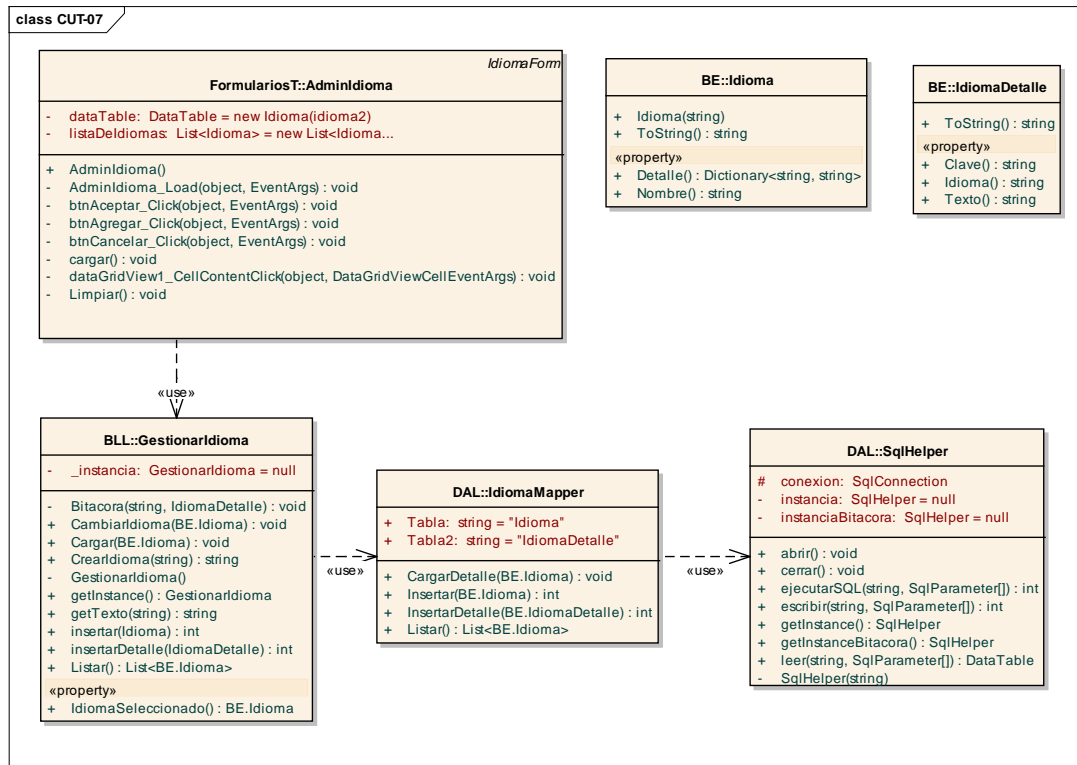 class CUT-07
IdiomaForm
FormulariosT::AdminIdioma
- dataTable: DataTable = new Idioma(idioma2)
- listaDeIdiomas: List<Idioma> = new List<Idioma...
+ AdminIdioma()
- AdminIdioma_Load(object, EventArgs) : void
- btnAceptar_Click(object, EventArgs) : void
- btnAgregar_Click(object, EventArgs) : void
- btnCancelar_Click(object, EventArgs) : void
- cargar() : void
- dataGridView1_CellContentClick(object, DataGridViewCellEventArgs) : void
- Limpiar() : void
BE::Idioma
+ Idioma(string)
+ ToString() : string
«property»
+ Detalle() : Dictionary<string, string>
+ Nombre() : string
BE::IdiomaDetalle
+ ToString() : string
«property»
+ Clave() : string
+ Idioma() : string
+ Texto() : string
«use»
BLL::GestionarIdioma
- _instancia: GestionarIdioma = null
- Bitacora(string, IdiomaDetalle) : void
+ CambiarIdioma(BE.Idioma) : void
+ Cargar(BE.Idioma) : void
+ CrearIdioma(string) : string
- GestionarIdioma()
+ getInstance() : GestionarIdioma
+ getTexto(string) : string
+ insertar(Idioma) : int
+ insertarDetalle(IdiomaDetalle) : int
+ Listar() : List<BE.Idioma>
«property»
+ IdiomaSeleccionado() : BE.Idioma
«use»
DAL::IdiomaMapper
+ Tabla: string = "Idioma"
+ Tabla2: string = "IdiomaDetalle"
+ CargarDetalle(BE.Idioma) : void
+ Insertar(BE.Idioma) : int
+ InsertarDetalle(BE.IdiomaDetalle) : int
+ Listar() : List<BE.Idioma>
«use»
DAL::SqlHelper
# conexion: SqlConnection
- instancia: SqlHelper = null
- instanciaBitacora: SqlHelper = null
+ abrir() : void
+ cerrar() : void
+ ejecutarSQL(string, SqlParameter[]) : int
+ escribir(string, SqlParameter[]) : int
+ getInstance() : SqlHelper
+ getInstanceBitacora() : SqlHelper
+ leer(string, SqlParameter[]) : DataTable
- SqlHelper(string)